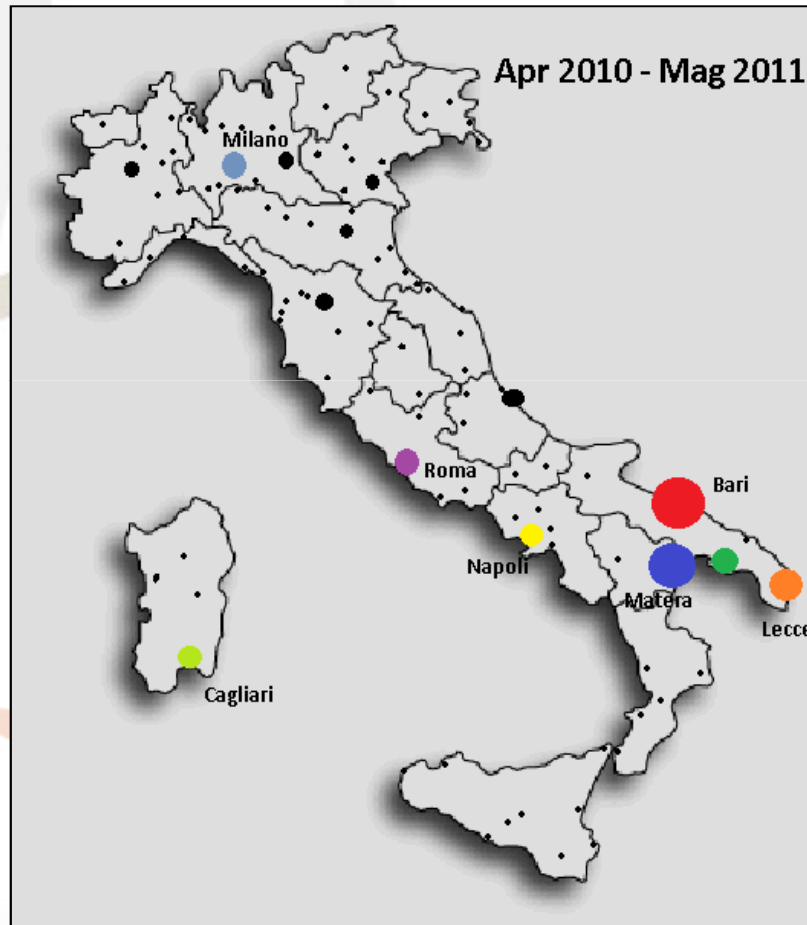 Apr 2010 - Mag 2011
Milano
Roma
Bari
Napoli
Matera
Lecce
Cagliari